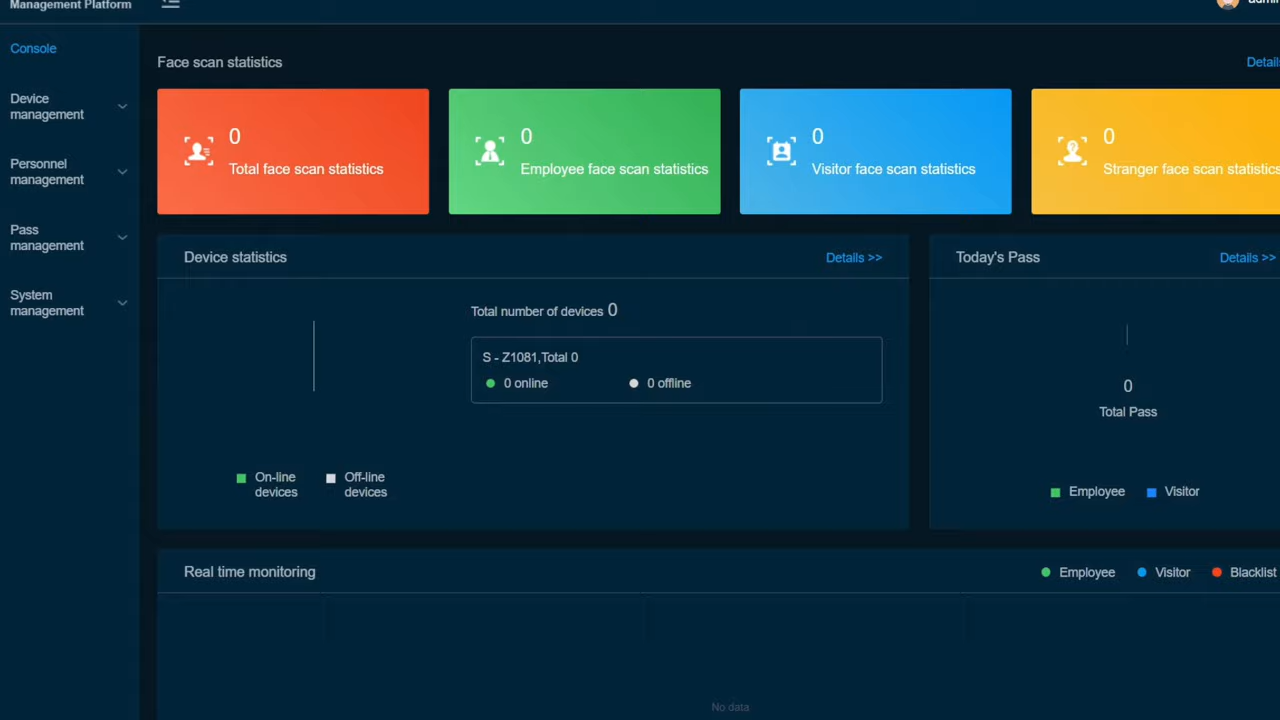 Management Platform
Console
Device
management
Personnel
management
Pass
management
System
management
Face scan statistics
Details
0
Total face scan statistics
0
Employee face scan statistics
0
Visitor face scan statistics
0
Stranger face scan statistics
Device statistics
Details >>
Total number of devices 0
S - Z1081,Total 0
0 online
0 offline
On-line
devices
Off-line
devices
Today's Pass
Details >>
0
Total Pass
Employee
Visitor
Real time monitoring
Employee
Visitor
Blacklist
No data